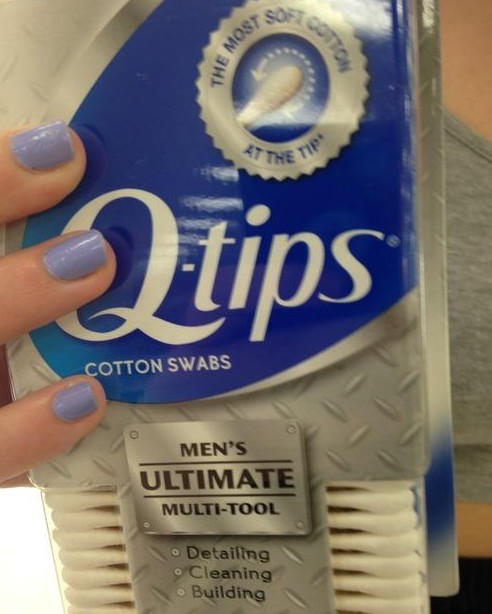 THE MOST SOFT COTTON
AT THE TIP*
Q-tips®
COTTON SWABS
MEN'S
ULTIMATE
MULTI-TOOL
Detailing
Cleaning
Building